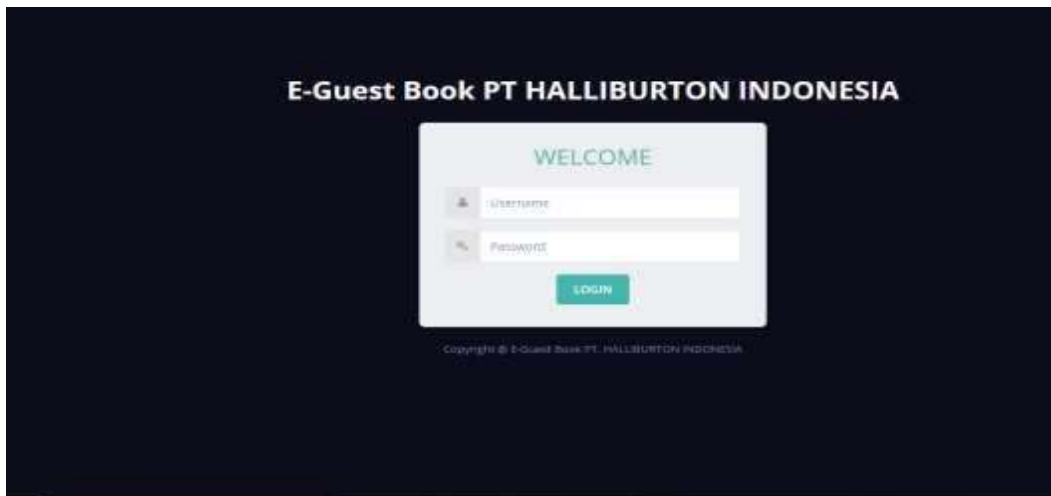 E-Guest Book PT HALLIBURTON INDONESIA
WELCOME
Username
Password
LOGIN
Copyright @ E-Guest Book PT. HALLIBURTON INDONESIA